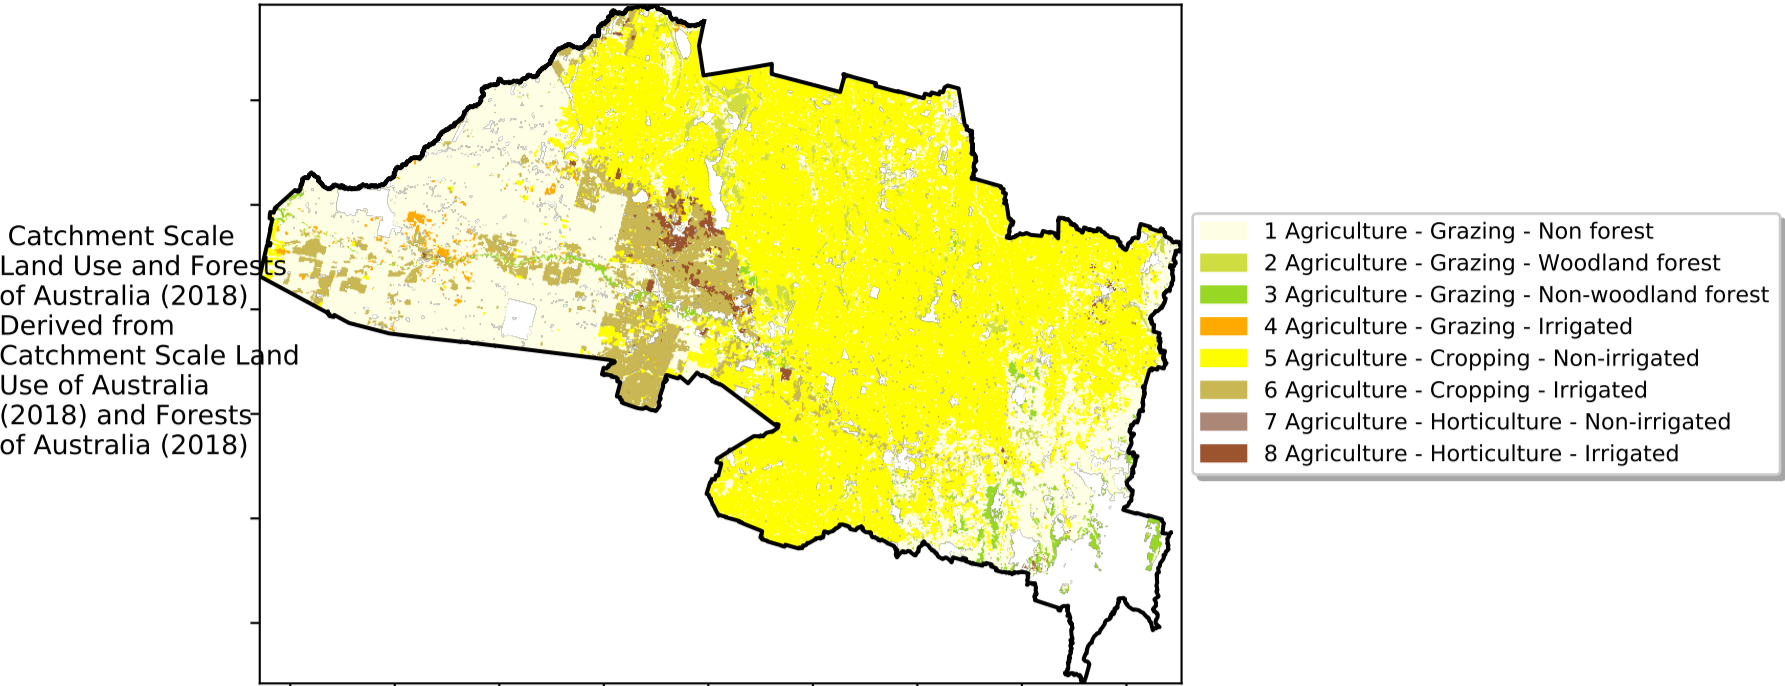 Catchment Scale
Land Use and Forests
of Australia (2018)
Derived from
Catchment Scale Land
Use of Australia
(2018) and Forests
of Australia (2018)
1 Agriculture - Grazing - Non forest
2 Agriculture - Grazing - Woodland forest
3 Agriculture - Grazing - Non-woodland forest
4 Agriculture - Grazing - Irrigated
5 Agriculture - Cropping - Non-irrigated
6 Agriculture - Cropping - Irrigated
7 Agriculture - Horticulture - Non-irrigated
8 Agriculture - Horticulture - Irrigated